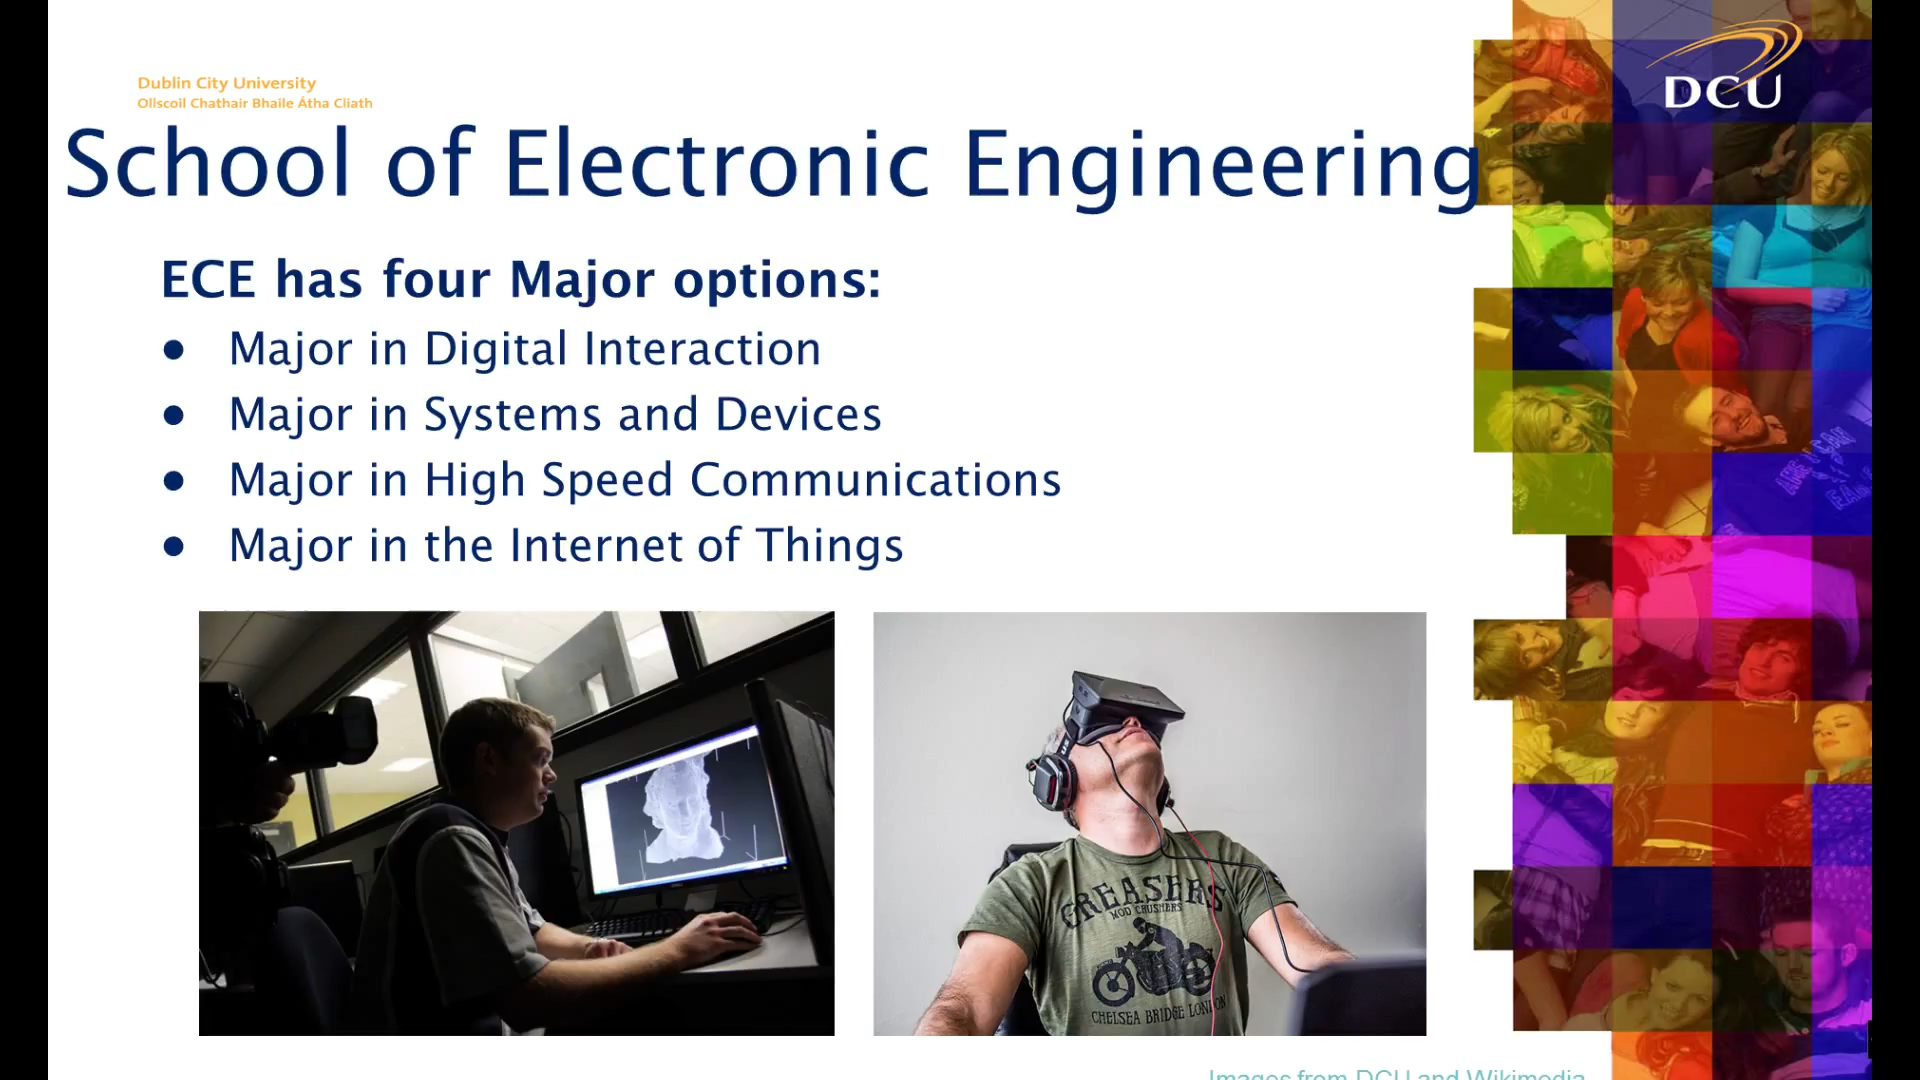 Dublin City University
Ollscoil Chathair Bhaile Átha Cliath
DCU
School of Electronic Engineering
ECE has four Major options:
● Major in Digital Interaction
● Major in Systems and Devices
● Major in High Speed Communications
● Major in the Internet of Things
GREASERS
MOD CRUSHERS
CHELSEA BRIDGE LONDON
Images from DCU and Wikimedia